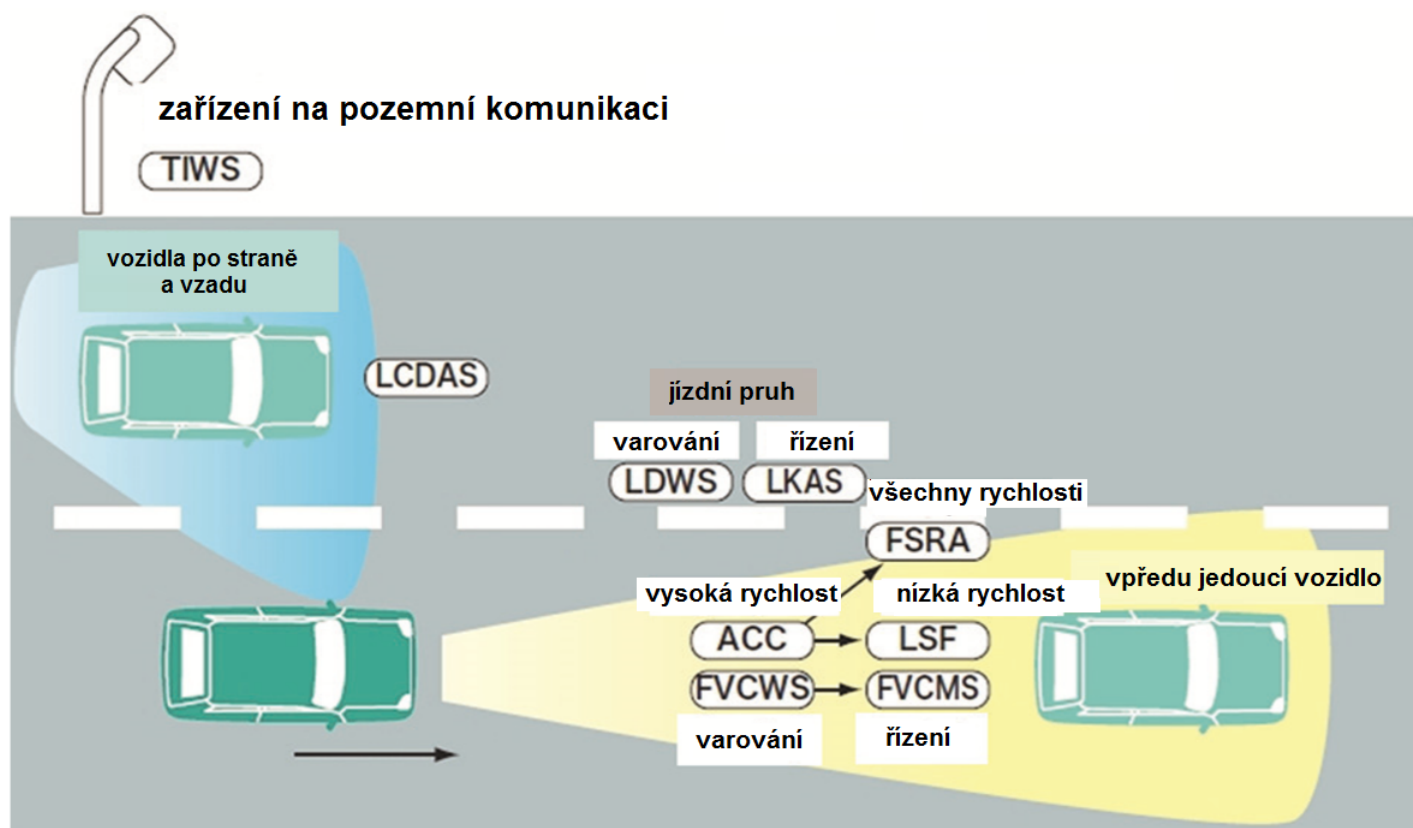 zařízení na pozemní komunikaci
TIWS
vozidla po straně
a vzadu
LCDAS
jízdní pruh
varování řízení
LDWS LKAS
všechny rychlosti
FSRA
vpředu jedoucí vozidlo
vysoká rychlost nízká rychlost
ACC LSF
FVCWS FVCMS
varování řízení